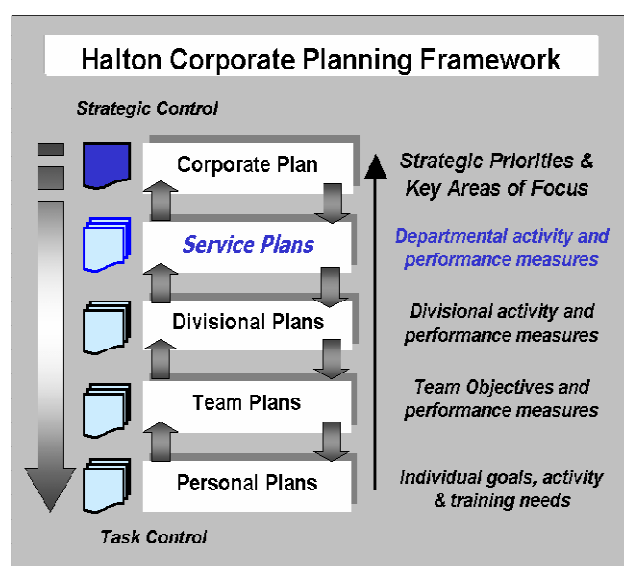 Halton Corporate Planning Framework
Strategic Control
Corporate Plan
Strategic Priorities &
Key Areas of Focus
Service Plans
Departmental activity and
performance measures
Divisional Plans
Divisional activity and
performance measures
Team Plans
Team Objectives and
performance measures
Personal Plans
Individual goals, activity
& training needs
Task Control